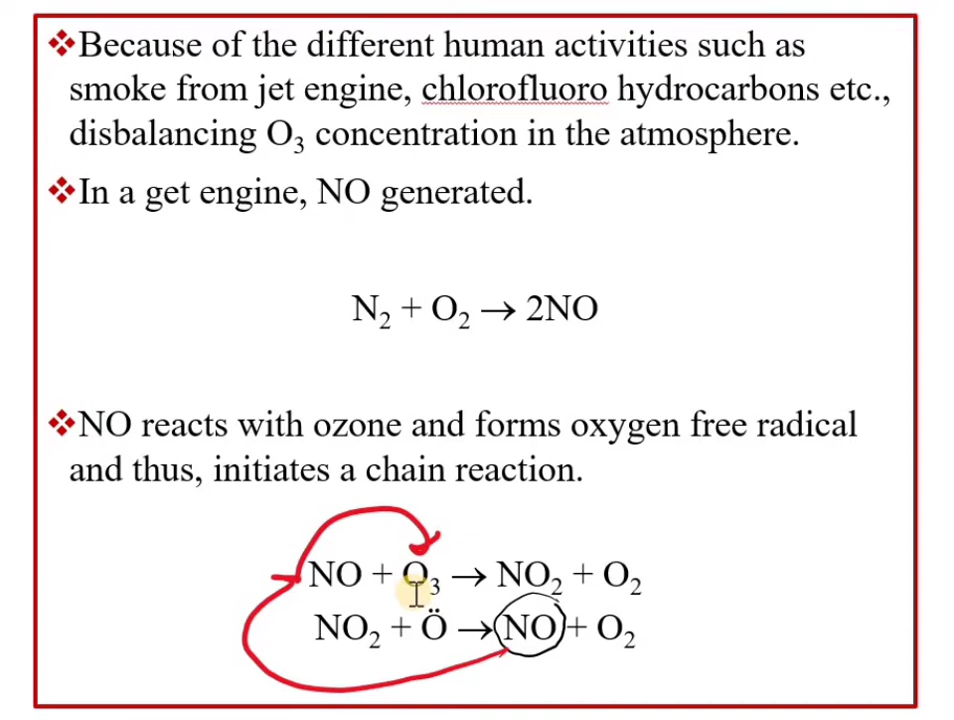 ❖Because of the different human activities such as
smoke from jet engine, chlorofluoro hydrocarbons etc.,
disbalancing O₃ concentration in the atmosphere.
❖In a get engine, NO generated.
N₂ + O₂ → 2NO
❖NO reacts with ozone and forms oxygen free radical
and thus, initiates a chain reaction.
NO + O₃ → NO₂ + O₂
NO₂ + Ö → NO + O₂